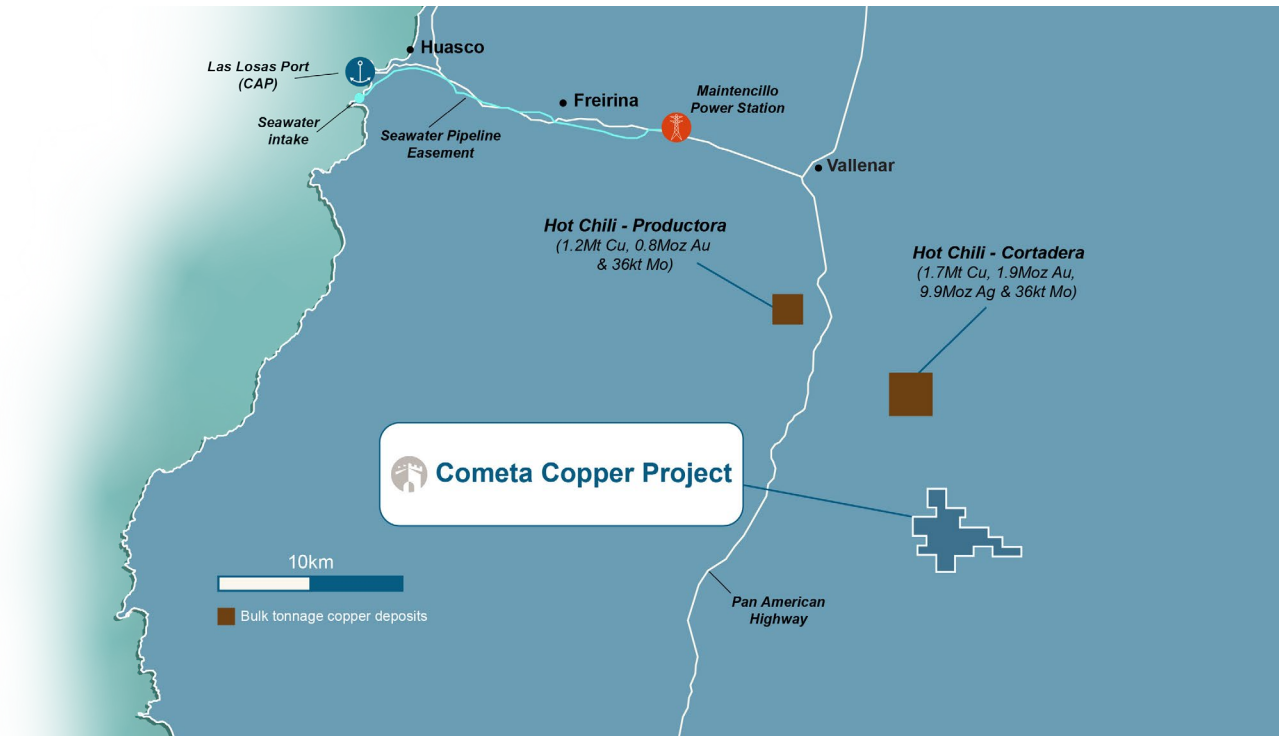 Huasco
Las Losas Port
(CAP)
Seawater
intake
Seawater Pipeline
Easement
Freirina
Maintencillo
Power Station
Vallenar
Hot Chili - Productora
(1.2Mt Cu, 0.8Moz Au
& 36kt Mo)
Hot Chili - Cortadera
(1.7Mt Cu, 1.9Moz Au,
9.9Moz Ag & 36kt Mo)
Cometa Copper Project
10km
Bulk tonnage copper deposits
Pan American
Highway